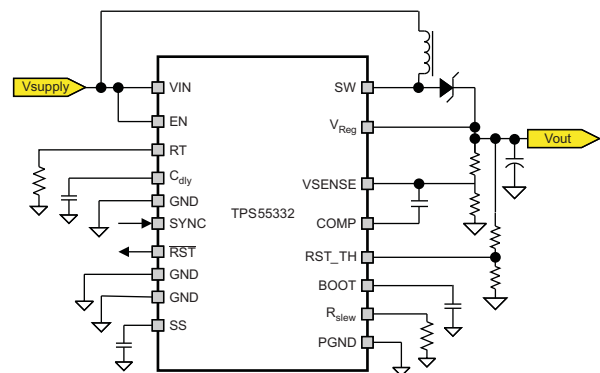 Vsupply
VIN
SW
EN
VReg
Vout
RT
Cdly
VSENSE
GND
TPS55332
SYNC
COMP
RST
RST_TH
GND
BOOT
GND
Rslew
SS
PGND